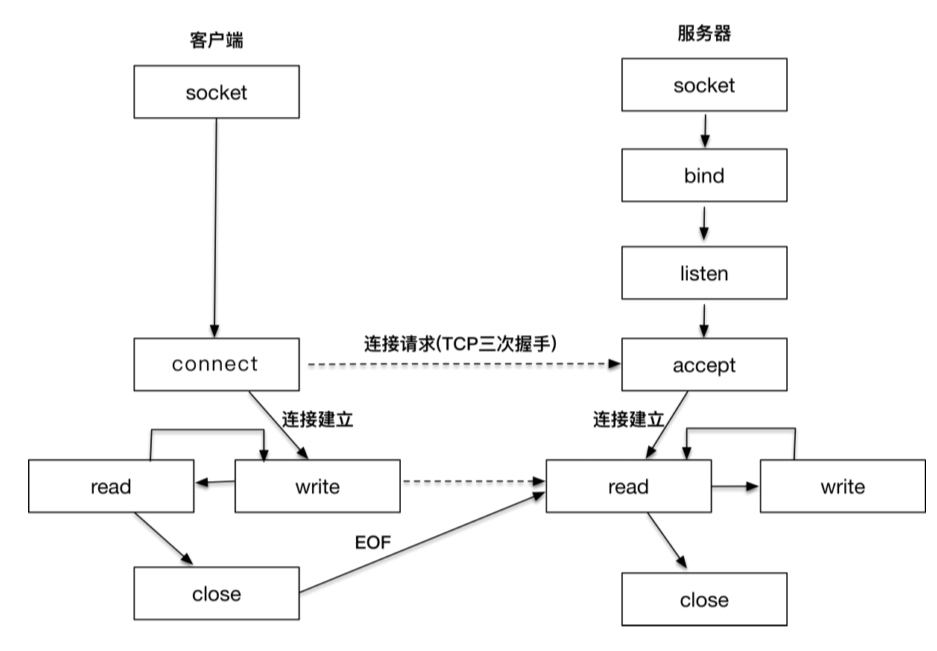 客户端
服务器
socket
socket
bind
listen
连接请求(TCP三次握手)
connect
accept
连接建立
连接建立
read
write
read
write
EOF
close
close